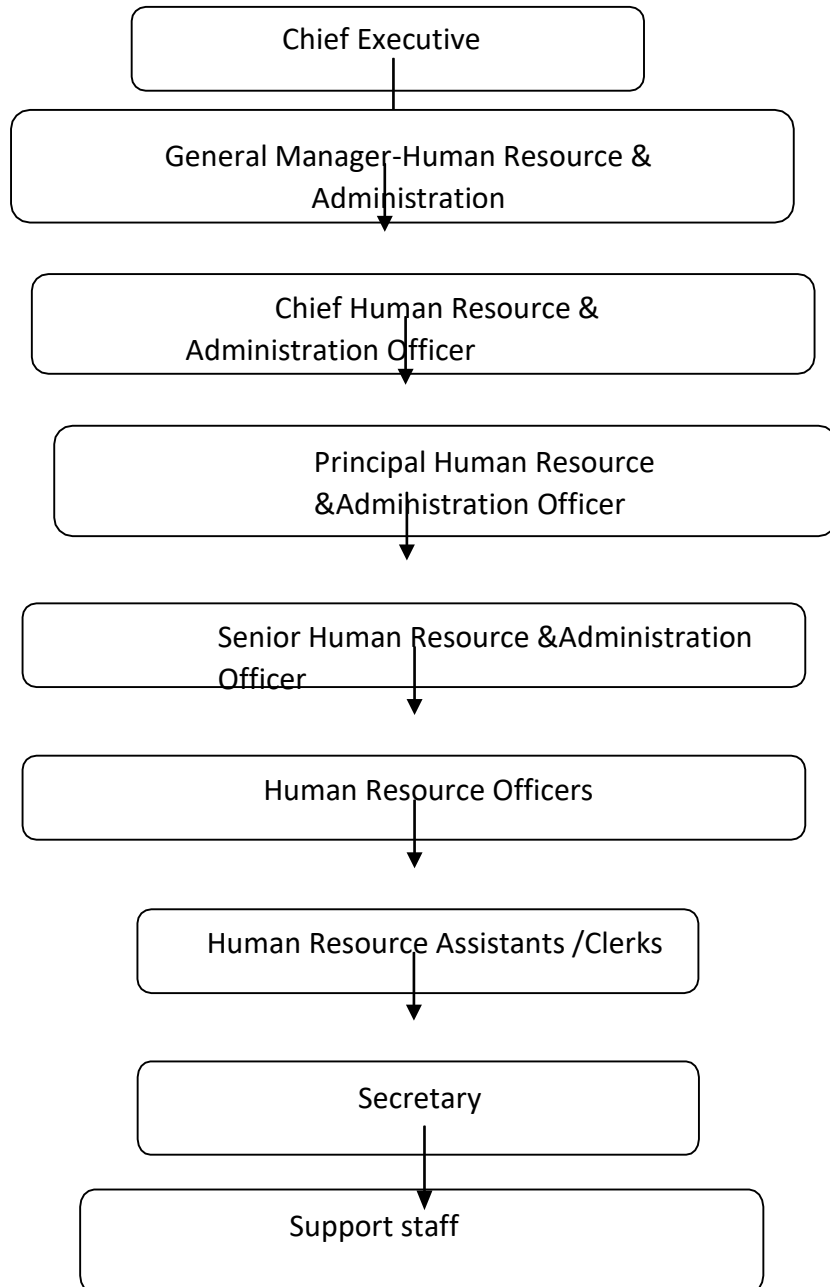 Chief Executive
General Manager-Human Resource &
Administration
Chief Human Resource &
Administration Officer
Principal Human Resource
&Administration Officer
Senior Human Resource &Administration
Officer
Human Resource Officers
Human Resource Assistants /Clerks
Secretary
Support staff